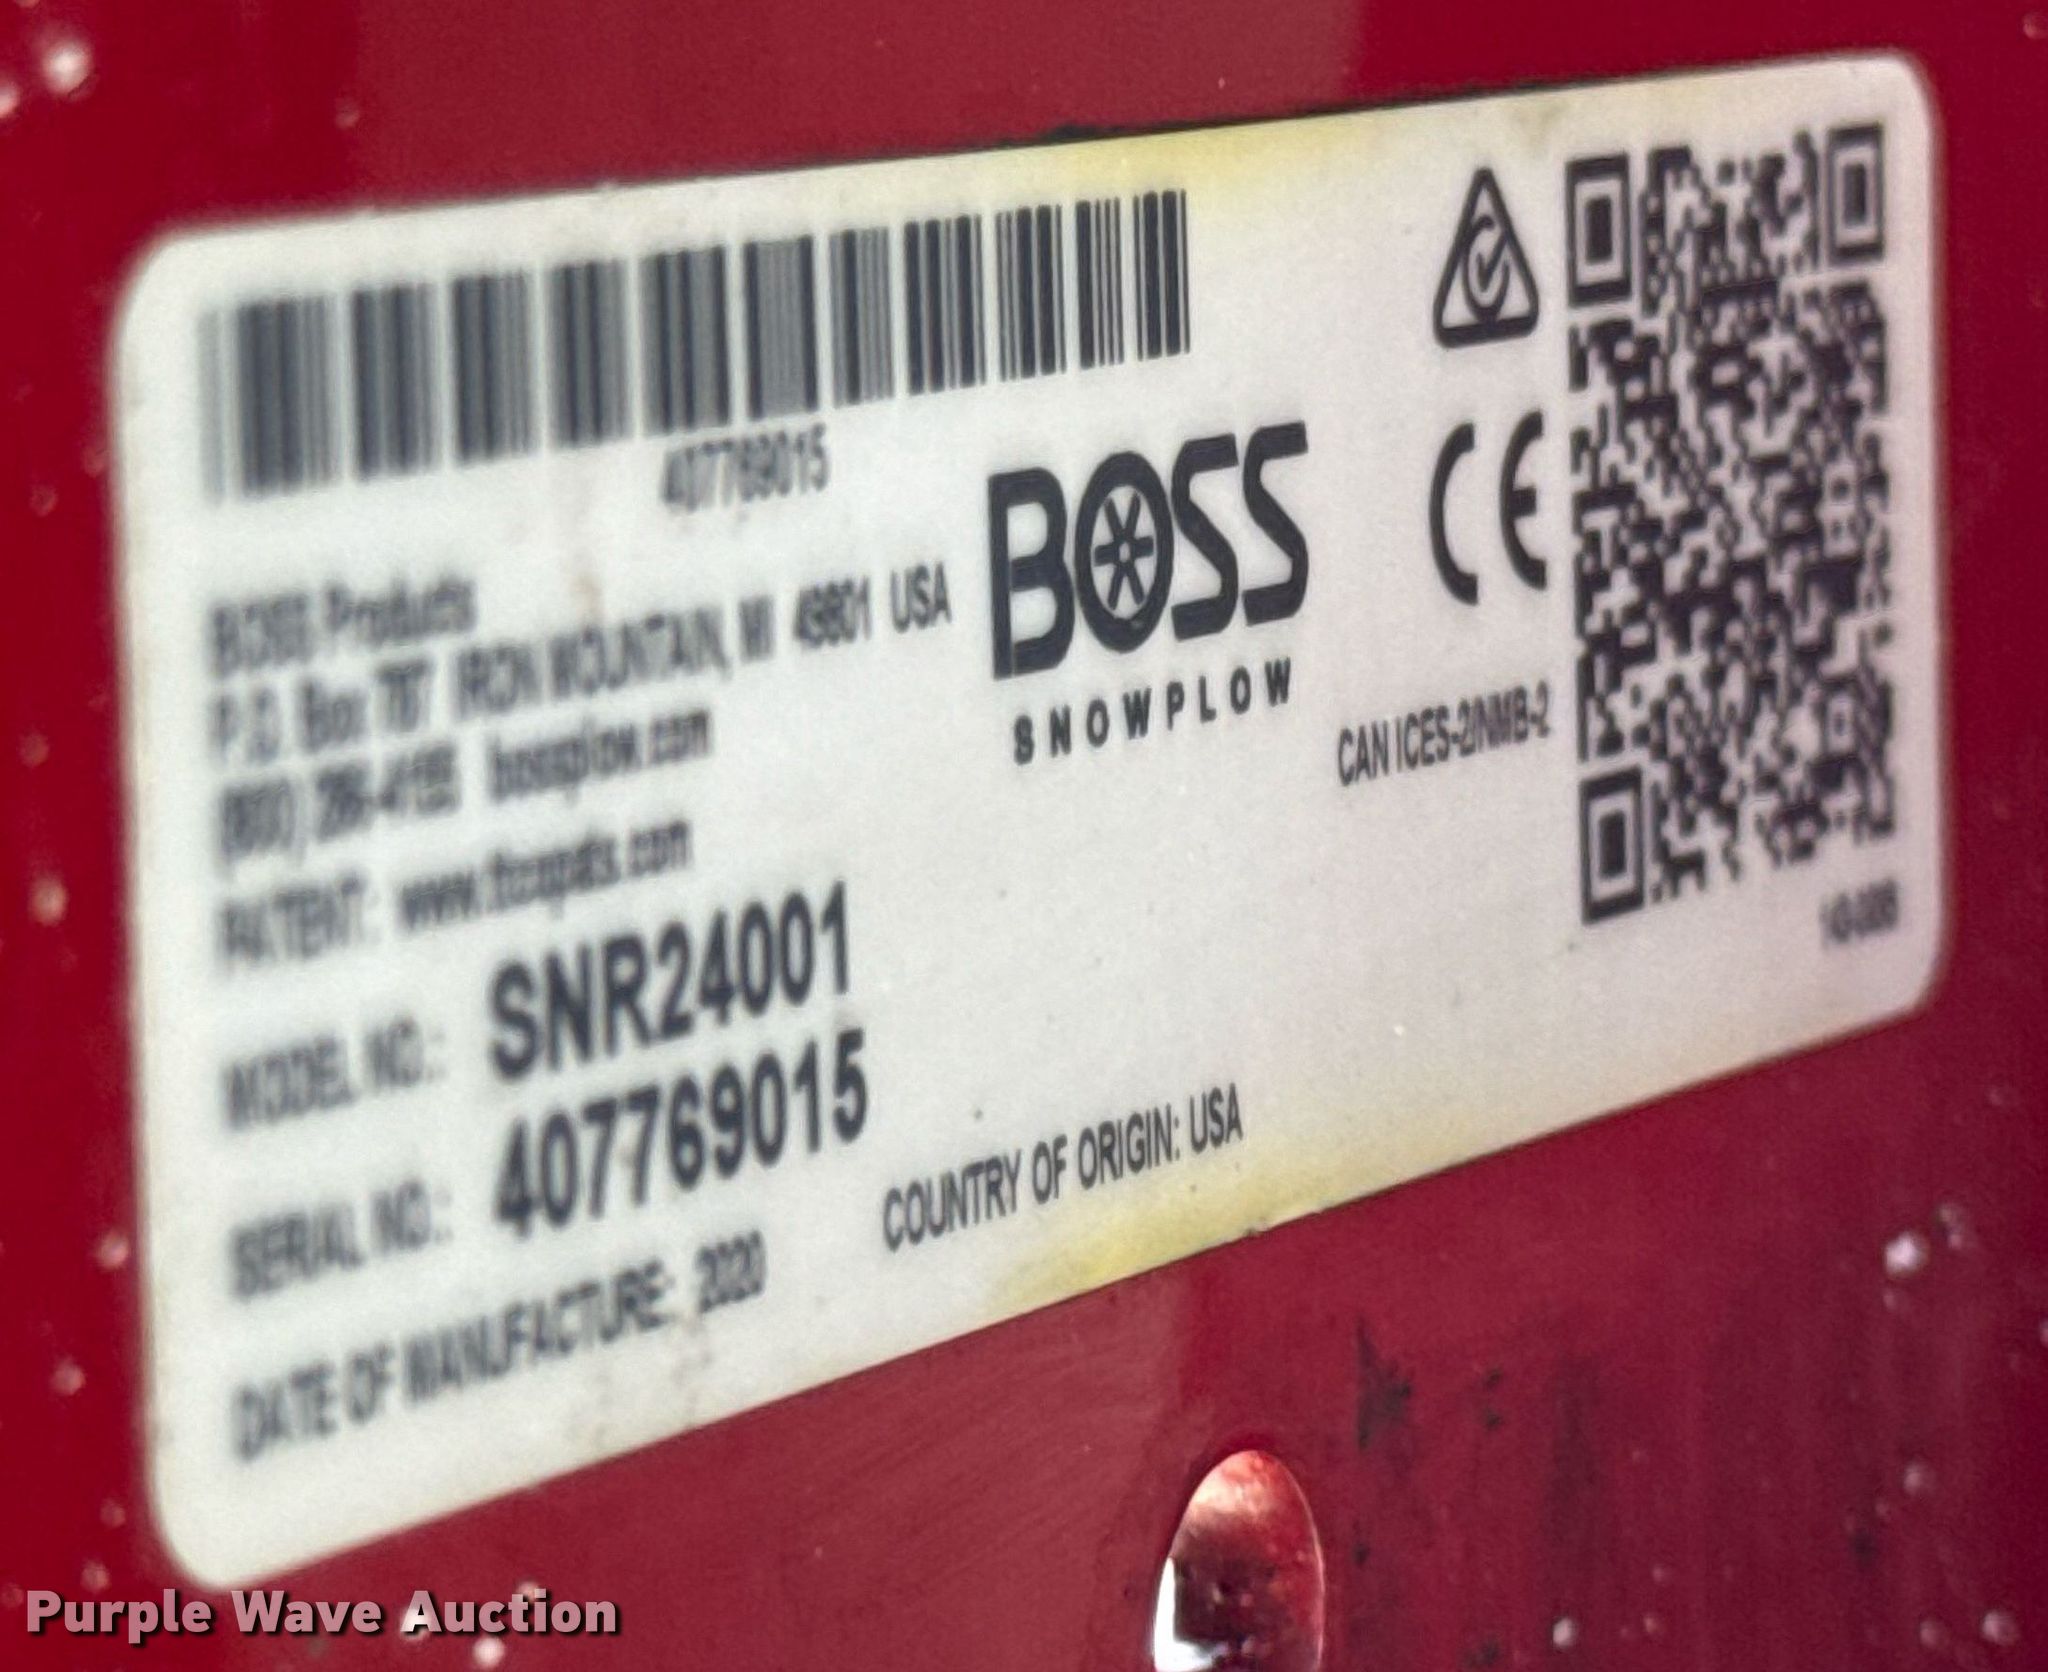 407769015
BOSS Products
P.O. Box 787 IRON MOUNTAIN, MI 49801 USA
(800) 286-4155 bossplow.com
PATENT: www.ttcopats.com
BOSS
SNOWPLOW
CAN ICES-2/NMB-2
MODEL NO.: SNR24001
SERIAL NO.: 407769015
DATE OF MANUFACTURE: 2020
COUNTRY OF ORIGIN: USA
Purple Wave Auction